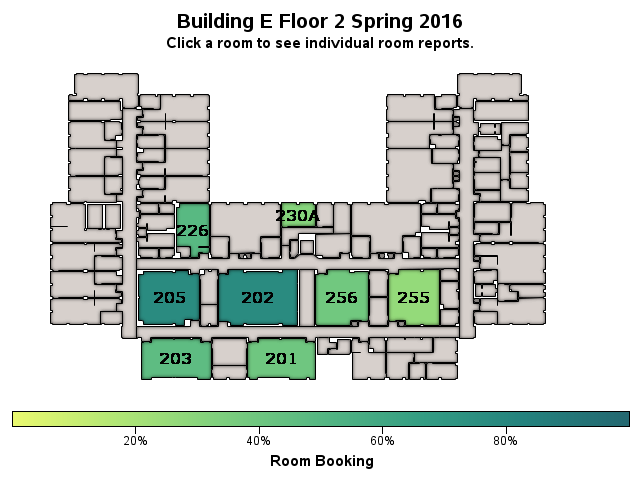 Building E Floor 2 Spring 2016
Click a room to see individual room reports.
230A
226
205 202 256 255
203 201
20% 40% 60% 80%
Room Booking